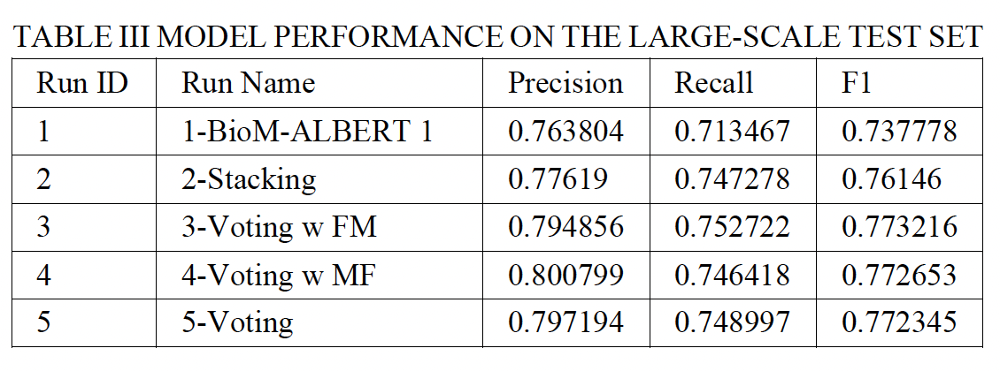 TABLE III MODEL PERFORMANCE ON THE LARGE-SCALE TEST SET
Run ID Run Name Precision Recall F1
1 1-BioM-ALBERT 1 0.763804 0.713467 0.737778
2 2-Stacking 0.77619 0.747278 0.76146
3 3-Voting w FM 0.794856 0.752722 0.773216
4 4-Voting w MF 0.800799 0.746418 0.772653
5 5-Voting 0.797194 0.748997 0.772345